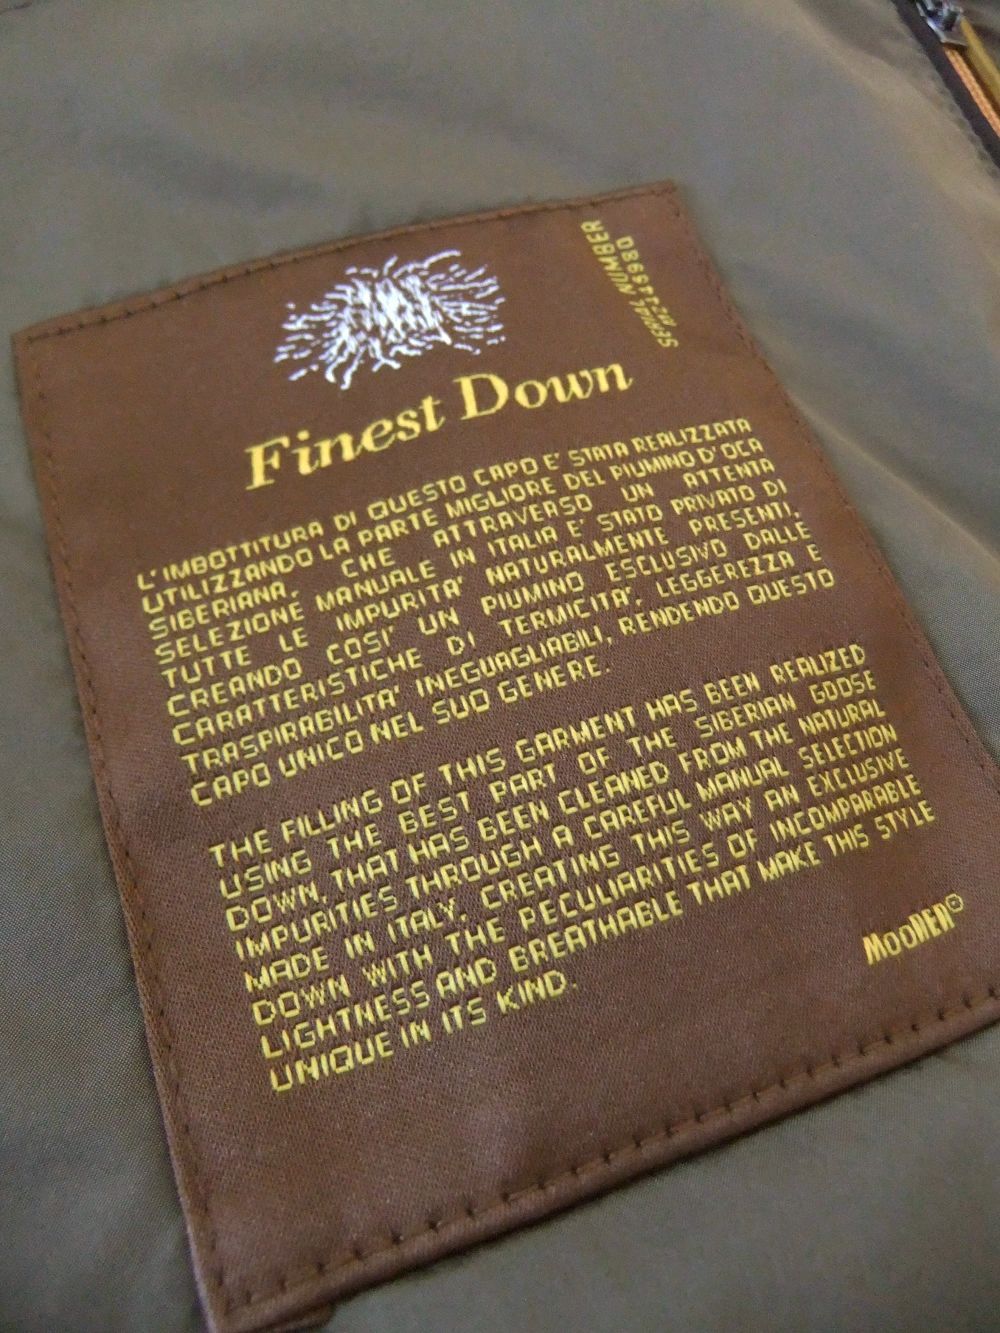 SERIAL NUMBER
Finest Down
L'IMBOTTITURA DI QUESTO CAPO E' STATA REALIZZATA
UTILIZZANDO LA PARTE MIGLIORE DEL PIUMINO D'OCA
SIBERIANA, CHE ATTRAVERSO UN ATTENTA
SELEZIONE MANUALE IN ITALIA E' STATO PRIVATO DI
TUTTE LE IMPURITA' NATURALMENTE PRESENTI,
CREANDO COSI' UN PIUMINO ESCLUSIVO DALLE
CARATTERISTICHE DI TERMICITA', LEGGEREZZA E
TRASPIRABILITA' INEGUAGLIABILI, RENDENDO QUESTO
CAPO UNICO NEL SUO GENERE.
THE FILLING OF THIS GARMENT HAS BEEN REALIZED
USING THE BEST PART OF THE SIBERIAN GOOSE
DOWN, THAT HAS BEEN CLEANED FROM THE NATURAL
IMPURITIES THROUGH A CAREFUL MANUAL SELECTION
MADE IN ITALY, CREATING THIS WAY AN EXCLUSIVE
DOWN WITH THE PECULIARITIES OF INCOMPARABLE
LIGHTNESS AND BREATHABLE THAT MAKE THIS STYLE
UNIQUE IN ITS KIND.
MOORER©